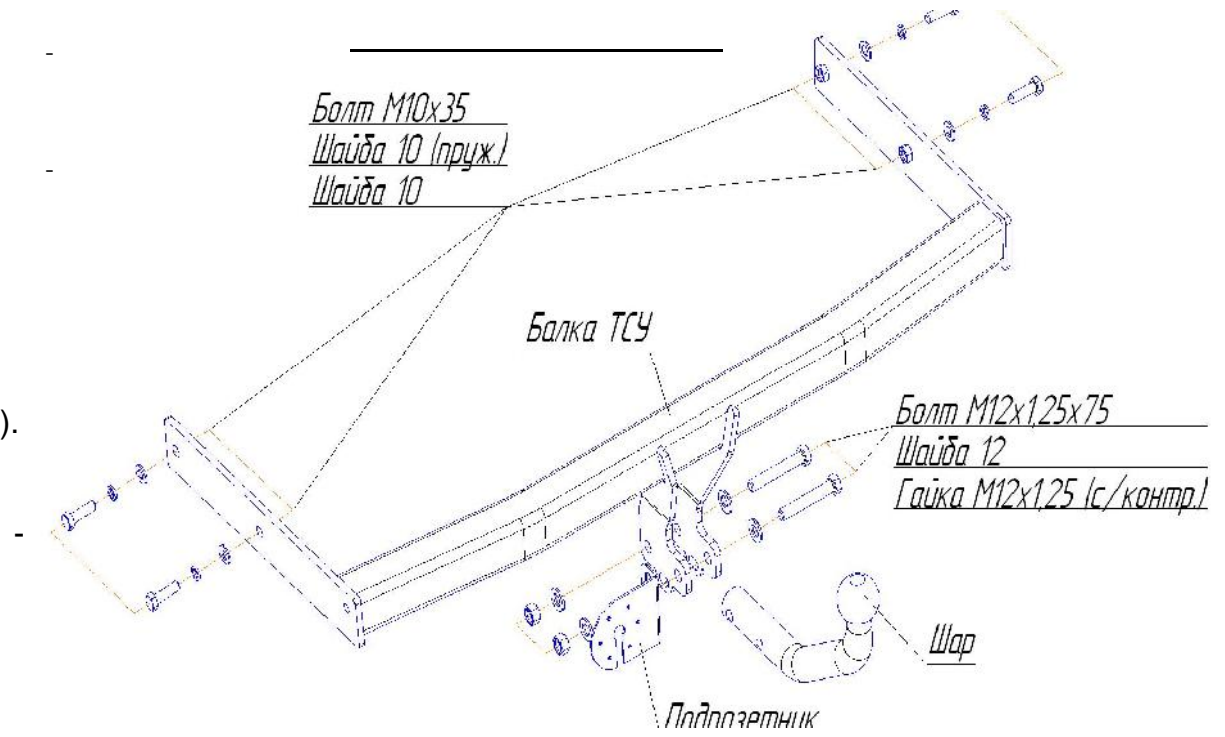 Болт М10х35
Шайба 10 (пруж.)
Шайба 10
Балка ТСУ
).
Болт М12х1,25х75
Шайба 12
Гайка М12х1,25 (с/контр.)
Шар
Подрозетник